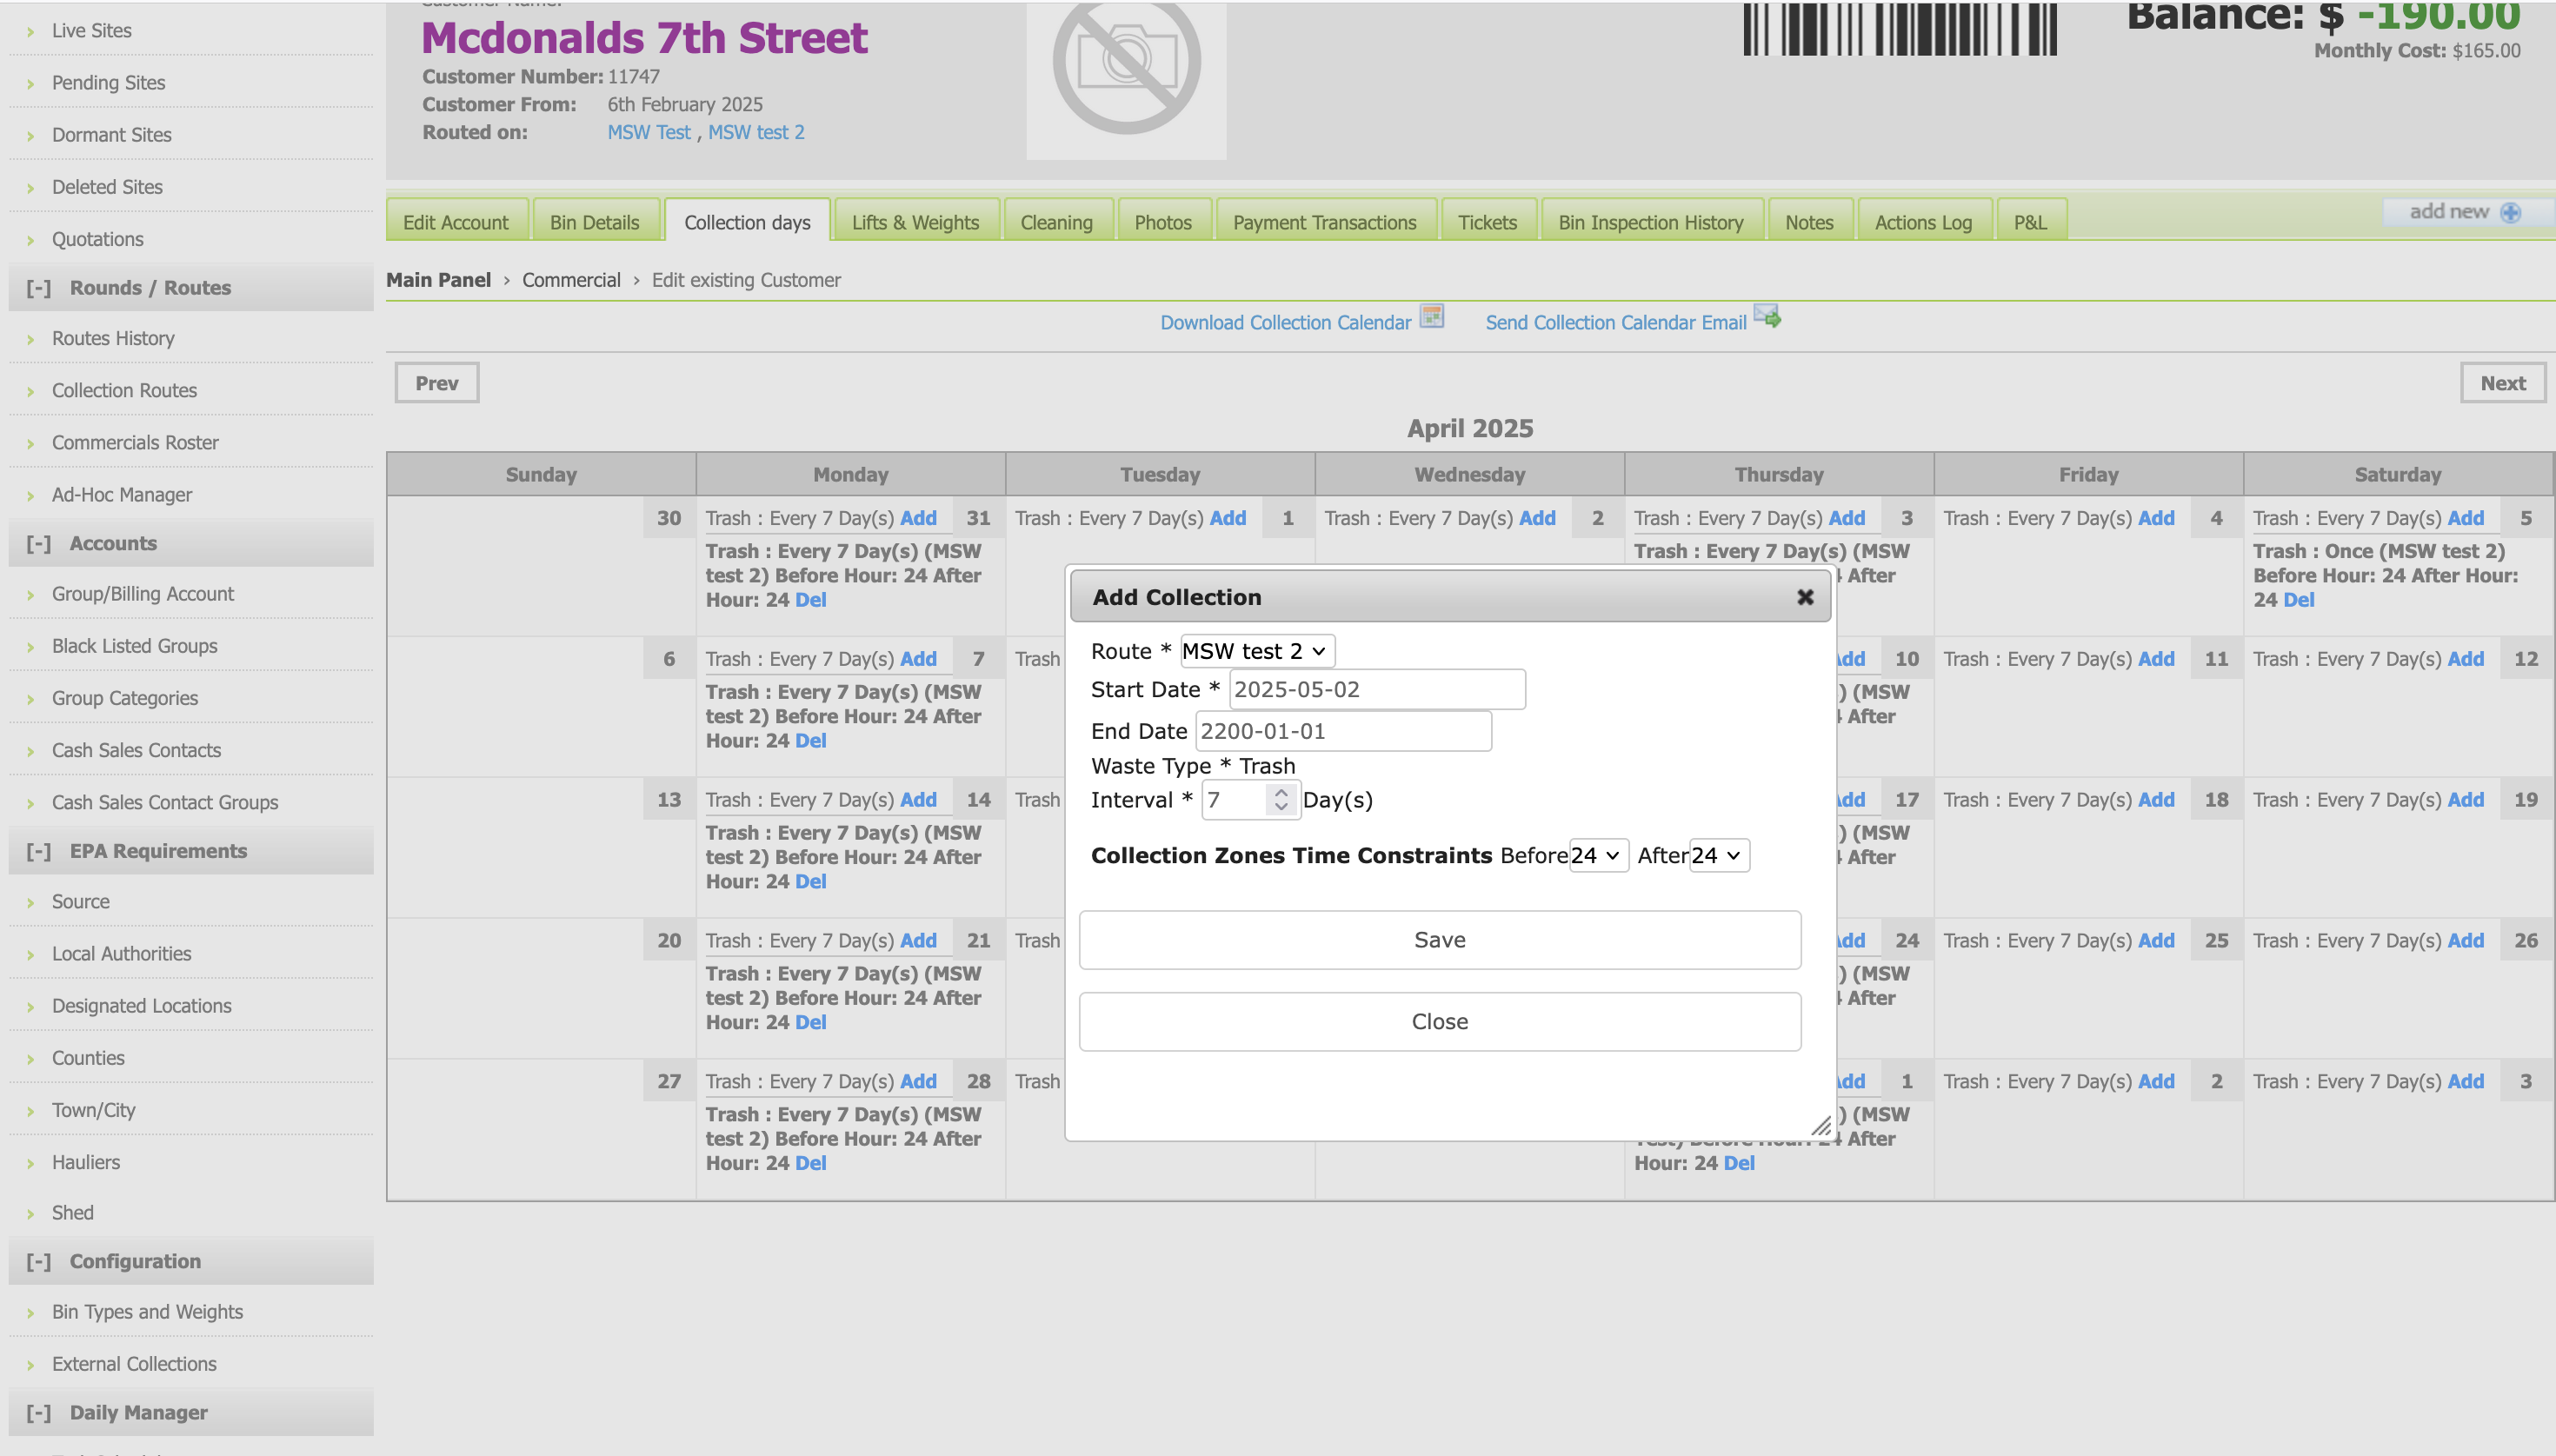 Live Sites
Pending Sites
Dormant Sites
Deleted Sites
Quotations
[-] Rounds / Routes
Routes History
Collection Routes
Commercials Roster
Ad-Hoc Manager
[-] Accounts
Group/Billing Account
Black Listed Groups
Group Categories
Cash Sales Contacts
Cash Sales Contact Groups
[-] EPA Requirements
Source
Local Authorities
Designated Locations
Counties
Town/City
Hauliers
Shed
[-] Configuration
Bin Types and Weights
External Collections
[-] Daily Manager
Mcdonalds 7th Street
Customer Number: 11747
Customer From: 6th February 2025
Routed on: MSW Test , MSW test 2
Balance: $ -190.00
Monthly Cost: $165.00
Edit Account Bin Details Collection days Lifts & Weights Cleaning Photos Payment Transactions Tickets Bin Inspection History Notes Actions Log P&L add new
Main Panel › Commercial › Edit existing Customer
Download Collection Calendar Send Collection Calendar Email
Prev Next
April 2025
Sunday Monday Tuesday Wednesday Thursday Friday Saturday
30 Trash : Every 7 Day(s) Add 31 Trash : Every 7 Day(s) Add 1 Trash : Every 7 Day(s) Add 2 Trash : Every 7 Day(s) Add 3 Trash : Every 7 Day(s) Add 4 Trash : Every 7 Day(s) Add 5
Trash : Every 7 Day(s) (MSW Trash : Every 7 Day(s) (MSW Trash : Once (MSW test 2)
test 2) Before Hour: 24 After After Before Hour: 24 After Hour:
Hour: 24 Del 24 Del
6 Trash : Every 7 Day(s) Add 7 Trash 10 Trash : Every 7 Day(s) Add 11 Trash : Every 7 Day(s) Add 12
Trash : Every 7 Day(s) (MSW (MSW
test 2) Before Hour: 24 After After
Hour: 24 Del
13 Trash : Every 7 Day(s) Add 14 Trash 17 Trash : Every 7 Day(s) Add 18 Trash : Every 7 Day(s) Add 19
Trash : Every 7 Day(s) (MSW (MSW
test 2) Before Hour: 24 After After
Hour: 24 Del
20 Trash : Every 7 Day(s) Add 21 Trash 24 Trash : Every 7 Day(s) Add 25 Trash : Every 7 Day(s) Add 26
Trash : Every 7 Day(s) (MSW (MSW
test 2) Before Hour: 24 After After
Hour: 24 Del
27 Trash : Every 7 Day(s) Add 28 Trash 1 Trash : Every 7 Day(s) Add 2 Trash : Every 7 Day(s) Add 3
Trash : Every 7 Day(s) (MSW (MSW
test 2) Before Hour: 24 After After
Hour: 24 Del Hour: 24 Del
Add Collection
Route * MSW test 2
Start Date * 2025-05-02
End Date 2200-01-01
Waste Type * Trash
Interval * 7 Day(s)
Collection Zones Time Constraints Before 24 After 24
Save
Close